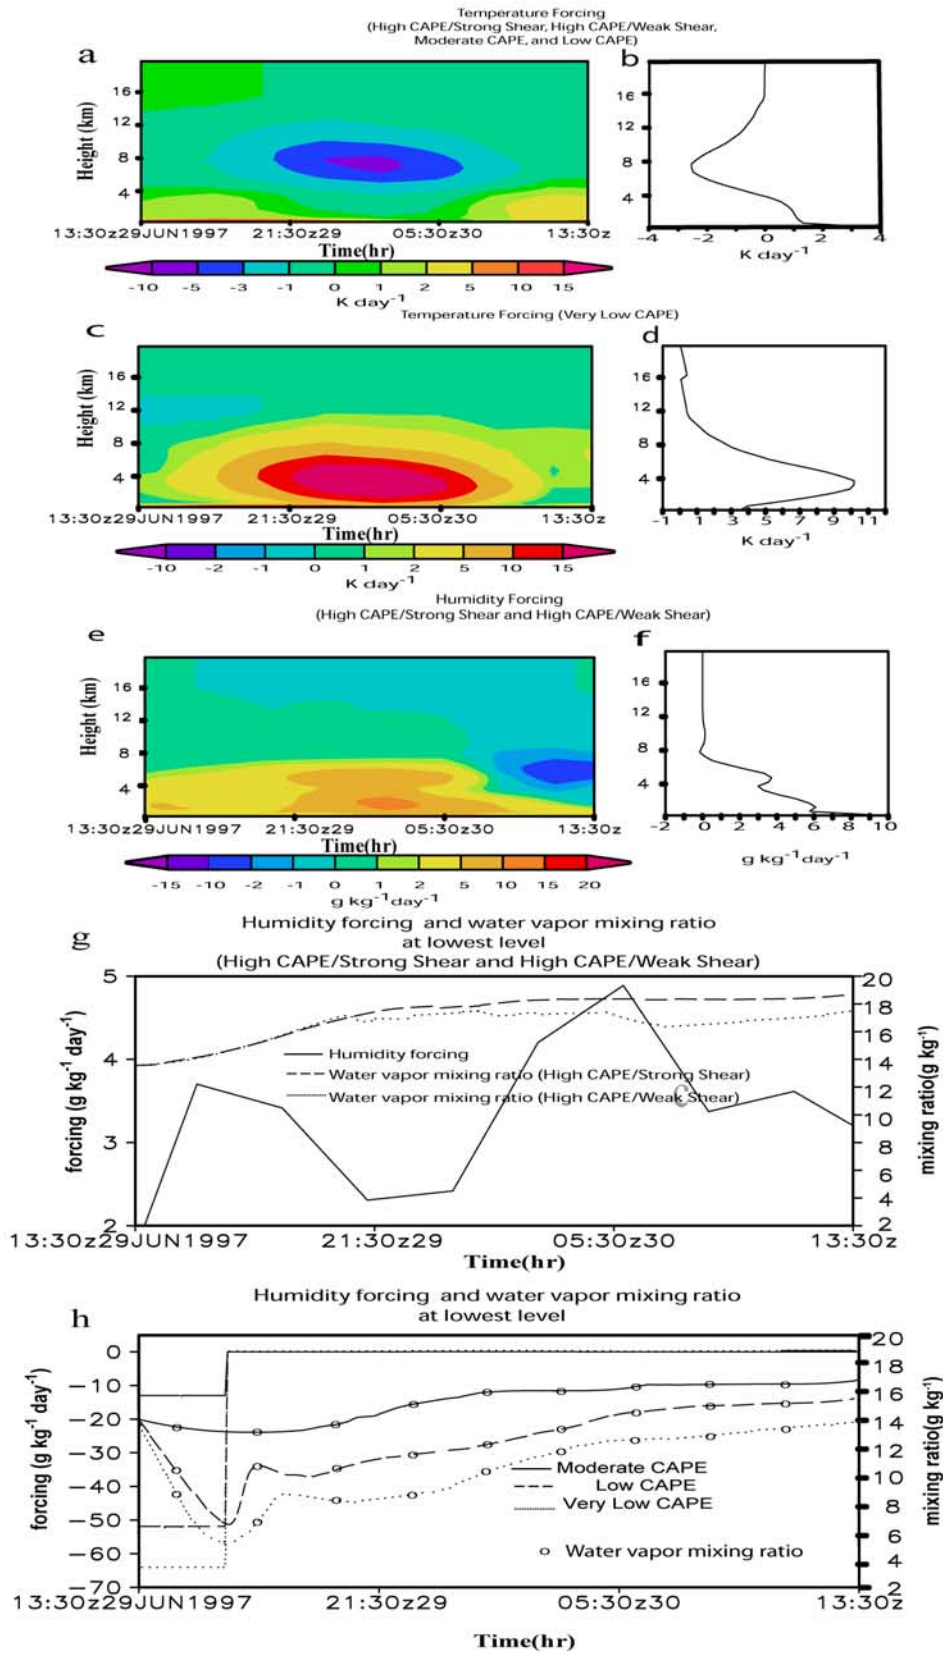 Temperature Forcing
(High CAPE/Strong Shear, High CAPE/Weak Shear,
Moderate CAPE, and Low CAPE)
a
b
Height (km)
16
12
8
4
16
12
8
4
13:30z29JUN1997 21:30z29 05:30z30 13:30z
Time(hr)
-4 -2 0 2 4
K day-1
-10 -5 -3 -1 0 1 2 5 10 15
K day-1
Temperature Forcing (Very Low CAPE)
c
d
Height (km)
16
12
8
4
16
12
8
4
13:30z29JUN1997 21:30z29 05:30z30 13:30z
Time(hr)
-1 1 3 5 7 9 11
K day-1
-10 -2 -1 0 1 2 5 10 15
K day-1
Humidity Forcing
(High CAPE/Strong Shear and High CAPE/Weak Shear)
e
f
Height (km)
16
12
8
4
16
12
8
4
13:30z29JUN1997 21:30z29 05:30z30 13:30z
Time(hr)
-2 0 2 4 6 8 10
g kg-1day-1
-15 -10 -2 -1 0 1 2 5 10 15 20
g kg-1day-1
Humidity forcing and water vapor mixing ratio
at lowest level
(High CAPE/Strong Shear and High CAPE/Weak Shear)
g
forcing (g kg-1 day-1)
5
4
3
2
Humidity forcing
Water vapor mixing ratio (High CAPE/Strong Shear)
Water vapor mixing ratio (High CAPE/Weak Shear)
C
20
18
16
14
12
10
8
6
4
2
mixing ratio(g kg-1)
13:30z29JUN1997 21:30z29 05:30z30 13:30z
Time(hr)
Humidity forcing and water vapor mixing ratio
at lowest level
h
forcing (g kg-1 day-1)
0
-10
-20
-30
-40
-50
-60
-70
Moderate CAPE
Low CAPE
Very Low CAPE
Water vapor mixing ratio
20
18
16
14
12
10
8
6
4
2
mixing ratio(g kg-1)
13:30z29JUN1997 21:30z29 05:30z30 13:30z
Time(hr)